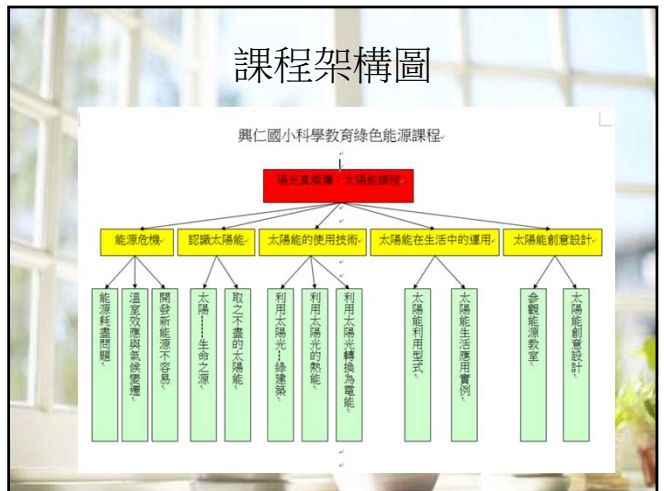 課程架構圖
興仁國小科學教育綠色能源課程
陽光真燦爛：太陽能課程
能源危機
認識太陽能
太陽能的使用技術
太陽能在生活中的運用
太陽能創意設計
能源耗盡問題
溫室效應與氣候變遷
開發新能源不容易
太陽------生命之源
取之不盡的太陽能
利用太陽光---綠建築
利用太陽光的熱能
利用太陽光轉換為電能
太陽能利用型式
太陽能生活應用實例
參觀能源教室
太陽能創意設計